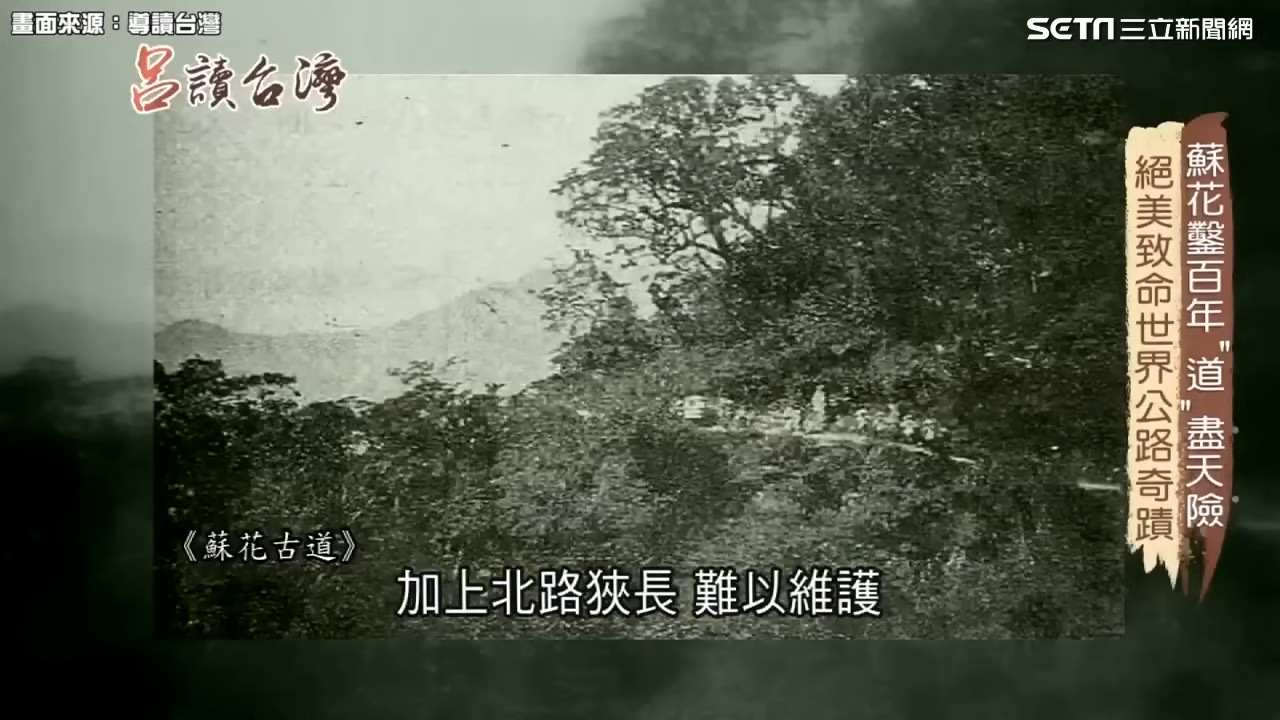 畫面來源：導讀台灣
SETN三立新聞網
呂讀台灣
蘇花鑿百年"道"盡天險
絕美致命世界公路奇蹟
《蘇花古道》
加上北路狹長 難以維護